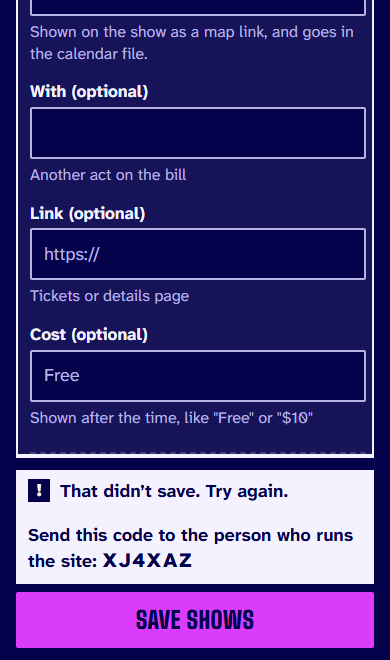 Shown on the show as a map link, and goes in
the calendar file.
With (optional)
Another act on the bill
Link (optional)
https://
Tickets or details page
Cost (optional)
Free
Shown after the time, like "Free" or "$10"
! That didn’t save. Try again.
Send this code to the person who runs
the site: XJ4XAZ
SAVE SHOWS